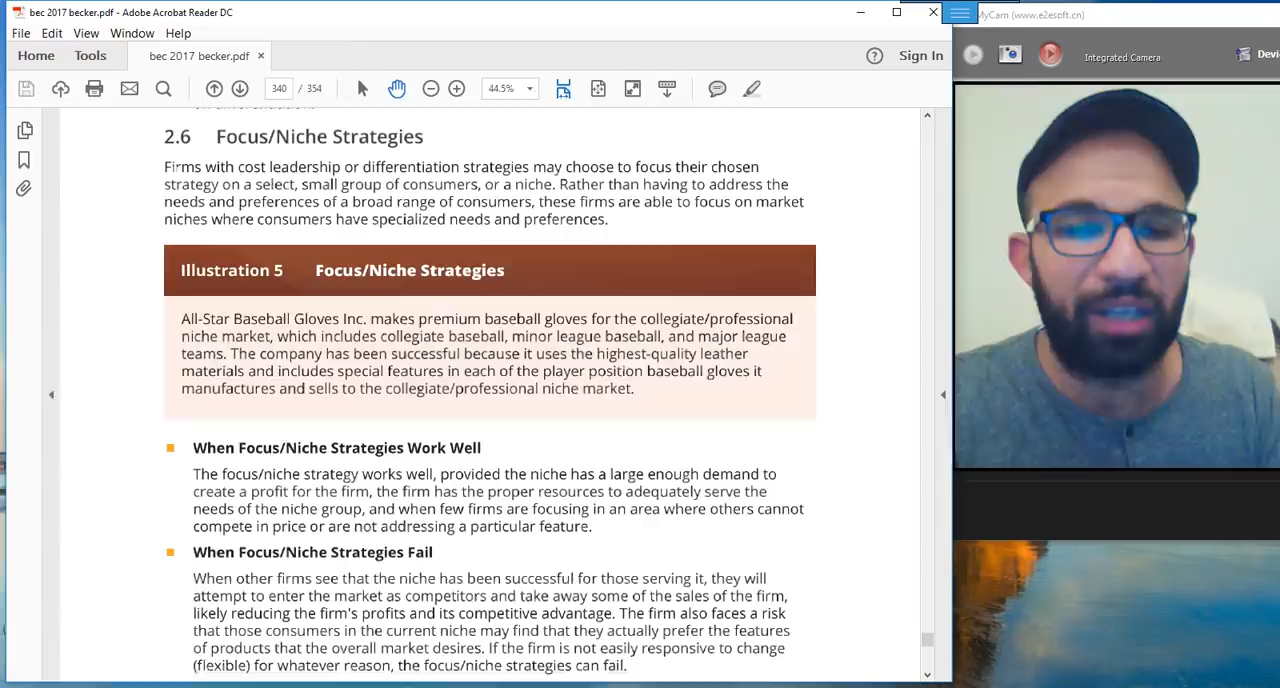 bec 2017 becker.pdf - Adobe Acrobat Reader DC
MyCam (www.e2esoft.cn)
File Edit View Window Help
Home Tools bec 2017 becker.pdf × Sign In
Integrated Camera
340 / 354 44.5%
2.6 Focus/Niche Strategies
Firms with cost leadership or differentiation strategies may choose to focus their chosen
strategy on a select, small group of consumers, or a niche. Rather than having to address the
needs and preferences of a broad range of consumers, these firms are able to focus on market
niches where consumers have specialized needs and preferences.
Illustration 5 Focus/Niche Strategies
All-Star Baseball Gloves Inc. makes premium baseball gloves for the collegiate/professional
niche market, which includes collegiate baseball, minor league baseball, and major league
teams. The company has been successful because it uses the highest-quality leather
materials and includes special features in each of the player position baseball gloves it
manufactures and sells to the collegiate/professional niche market.
When Focus/Niche Strategies Work Well
The focus/niche strategy works well, provided the niche has a large enough demand to
create a profit for the firm, the firm has the proper resources to adequately serve the
needs of the niche group, and when few firms are focusing in an area where others cannot
compete in price or are not addressing a particular feature.
When Focus/Niche Strategies Fail
When other firms see that the niche has been successful for those serving it, they will
attempt to enter the market as competitors and take away some of the sales of the firm,
likely reducing the firm's profits and its competitive advantage. The firm also faces a risk
that those consumers in the current niche may find that they actually prefer the features
of products that the overall market desires. If the firm is not easily responsive to change
(flexible) for whatever reason, the focus/niche strategies can fail.